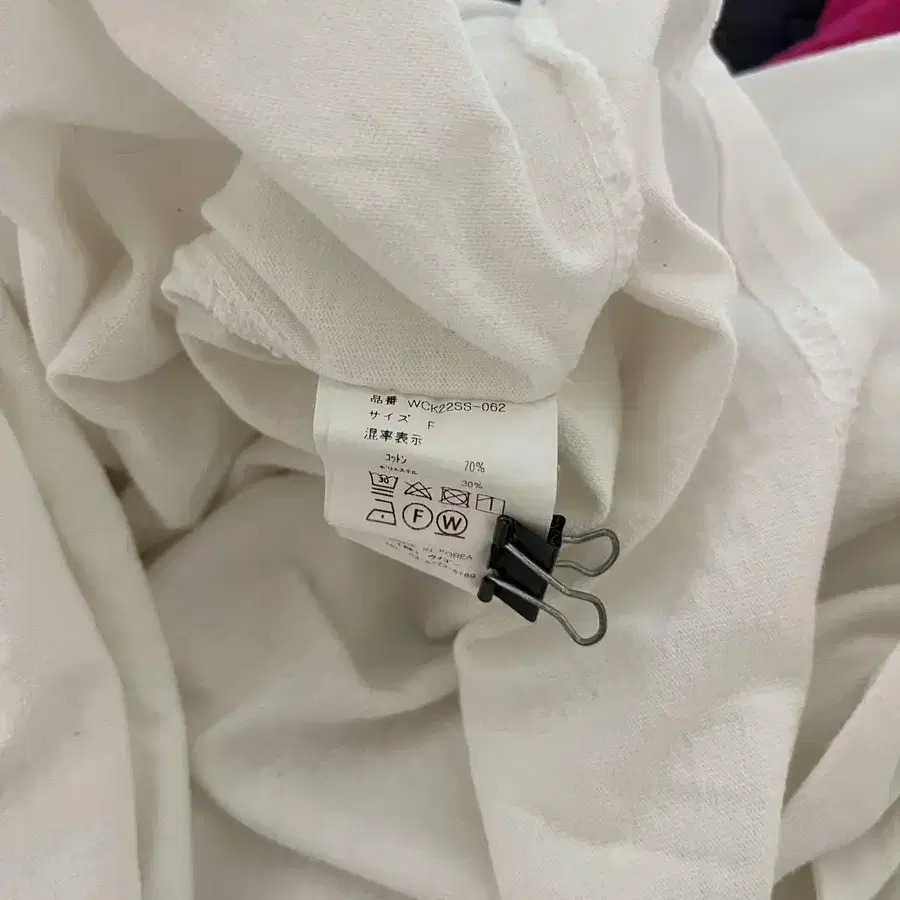 品番 WCK22SS-062
サイズ F
混率表示
コットン 70%
ポリエステル 30%
30
F W
IN KOREA